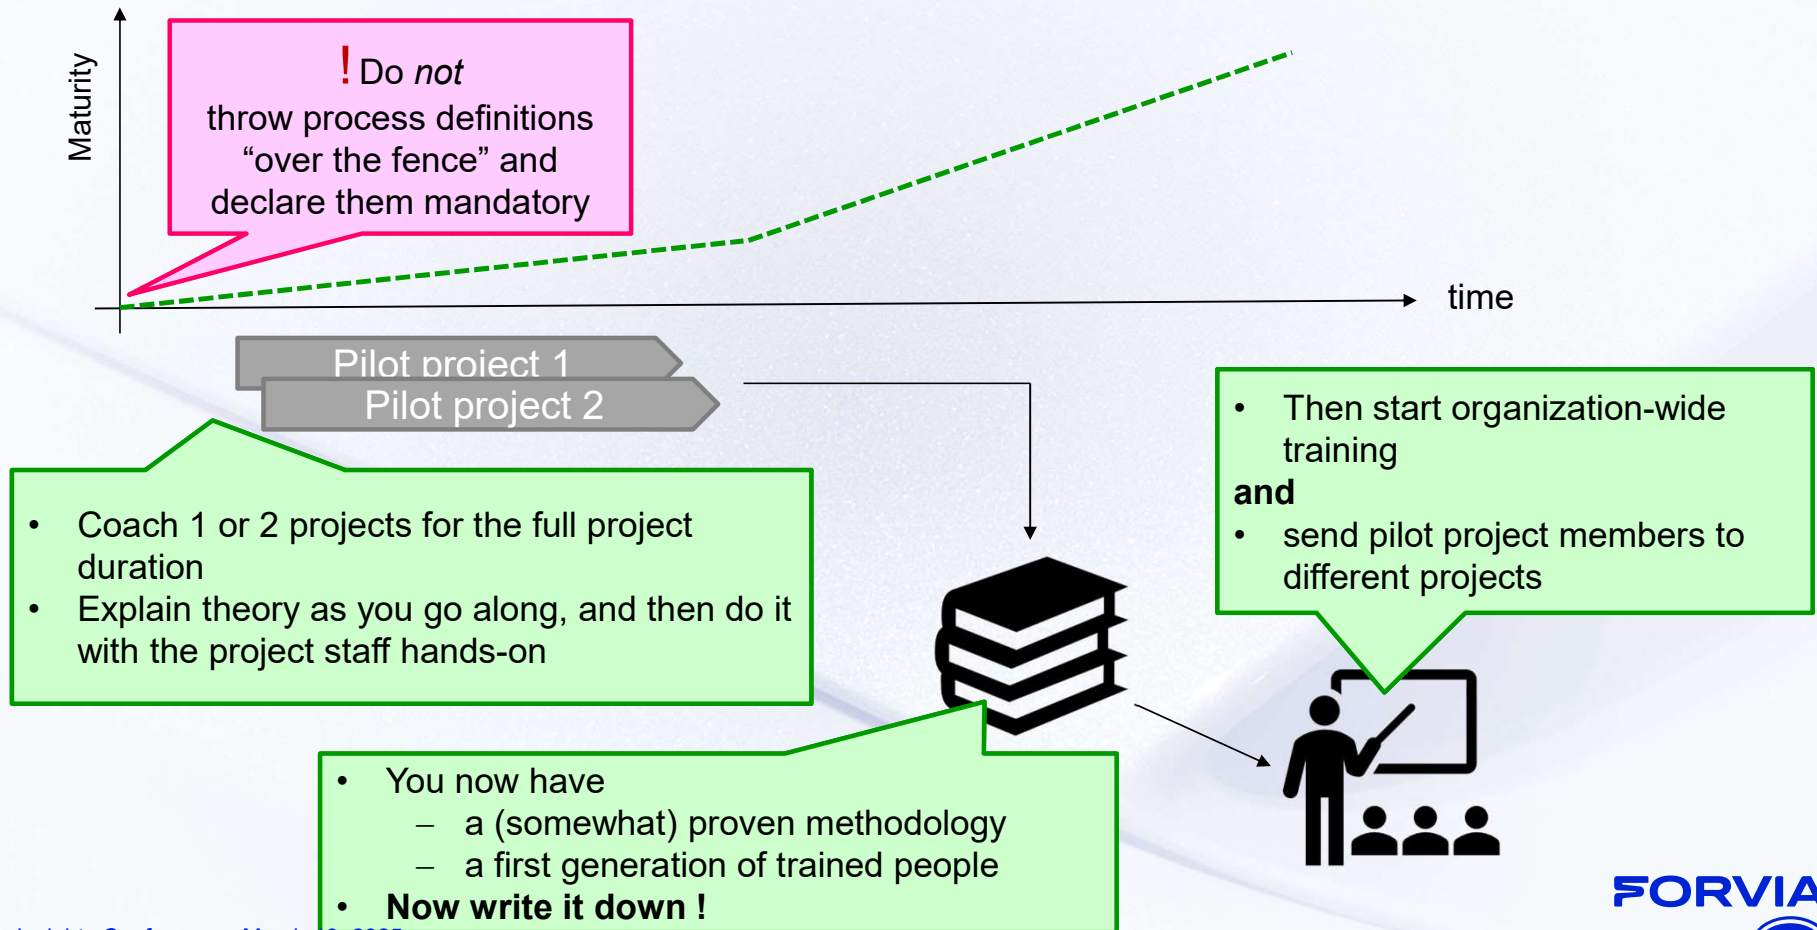 Maturity
! Do not
throw process definitions
“over the fence” and
declare them mandatory
time
Pilot project 1
Pilot project 2
• Coach 1 or 2 projects for the full project
duration
• Explain theory as you go along, and then do it
with the project staff hands-on
• Then start organization-wide
training
and
• send pilot project members to
different projects
• You now have
– a (somewhat) proven methodology
– a first generation of trained people
• Now write it down !
FORVIA